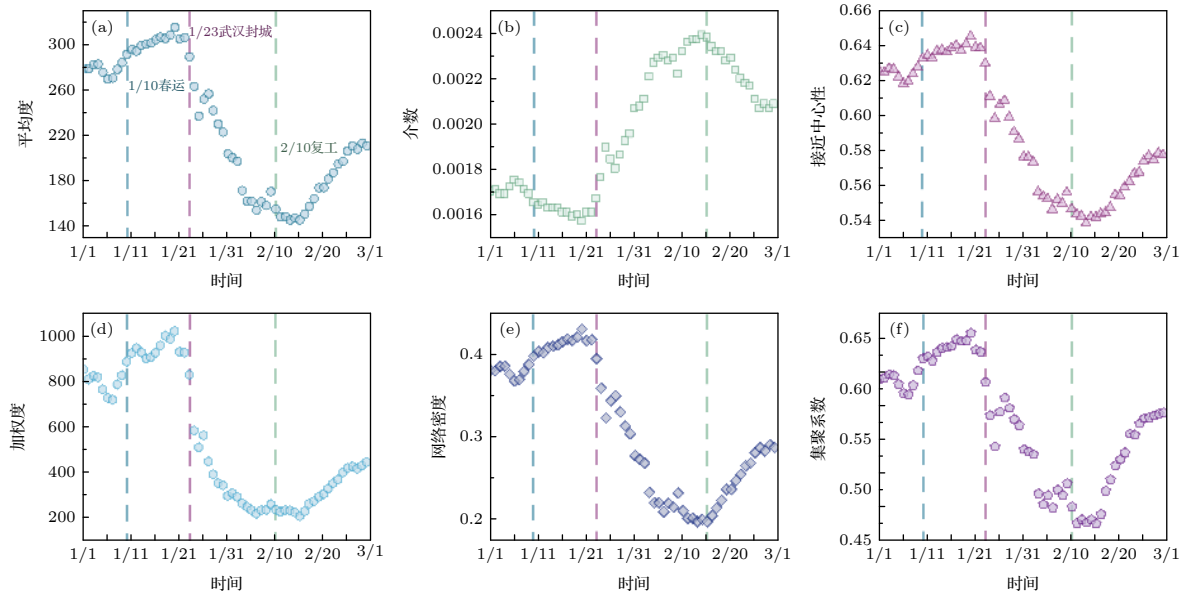 (a)
1/23武汉封城
1/10春运
2/10复工
300
260
220
180
140
平均度
1/1 1/11 1/21 1/31 2/10 2/20 3/1
时间
(b)
0.0024
0.0022
0.0020
0.0018
0.0016
介数
1/1 1/11 1/21 1/31 2/10 2/20 3/1
时间
(c)
0.66
0.64
0.62
0.60
0.58
0.56
0.54
接近中心性
1/1 1/11 1/21 1/31 2/10 2/20 3/1
时间
(d)
1000
800
600
400
200
加权度
1/1 1/11 1/21 1/31 2/10 2/20 3/1
时间
(e)
0.4
0.3
0.2
网络密度
1/1 1/11 1/21 1/31 2/10 2/20 3/1
时间
(f)
0.65
0.60
0.55
0.50
0.45
集聚系数
1/1 1/11 1/21 1/31 2/10 2/20 3/1
时间